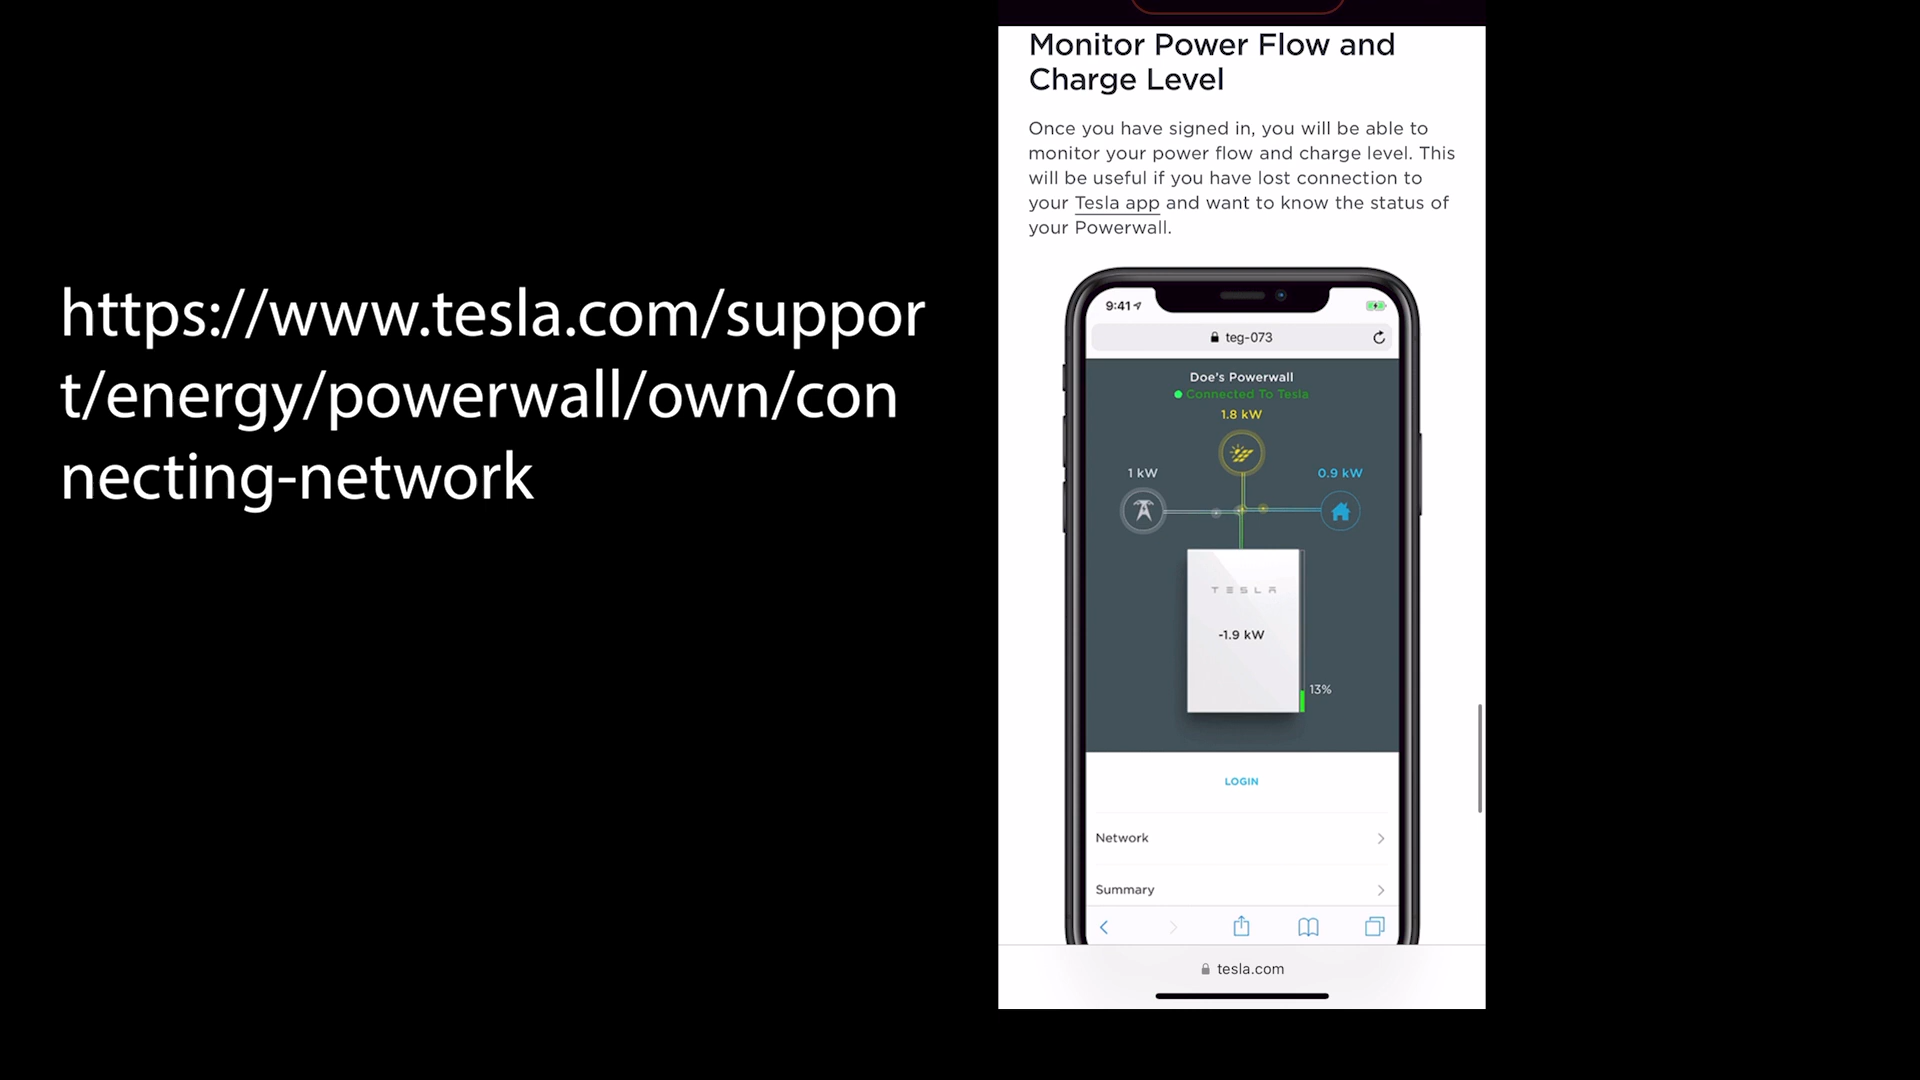 https://www.tesla.com/suppor
t/energy/powerwall/own/con
necting-network
Monitor Power Flow and
Charge Level
Once you have signed in, you will be able to
monitor your power flow and charge level. This
will be useful if you have lost connection to
your Tesla app and want to know the status of
your Powerwall.
9:41
teg-073
Doe's Powerwall
Connected To Tesla
1.8 kW
1 kW
0.9 kW
TESLA
-1.9 kW
13%
LOGIN
Network
Summary
tesla.com